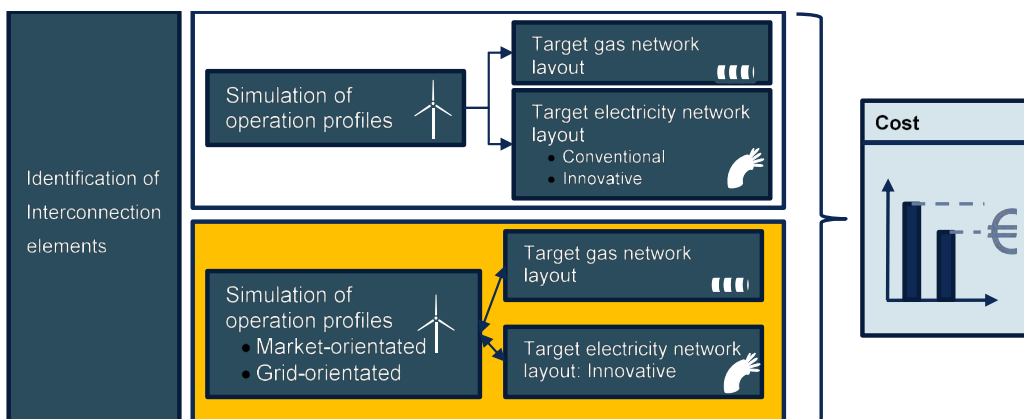 Identification of
Interconnection
elements
Simulation of
operation profiles
Target gas network
lavout
Target electricity network
layout
• Conventional
• Innovative
Simulation of
operation profiles
• Market-orientated
• Grid-orientated
Target gas network
layout
Target electricity network
layout: Innovative
Cost
€